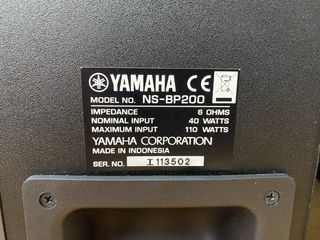 YAMAHA CE
MODEL NO. NS-BP200
IMPEDANCE 6 OHMS
NOMINAL INPUT 40 WATTS
MAXIMUM INPUT 110 WATTS
YAMAHA CORPORATION
MADE IN INDONESIA
SER. NO. I113502